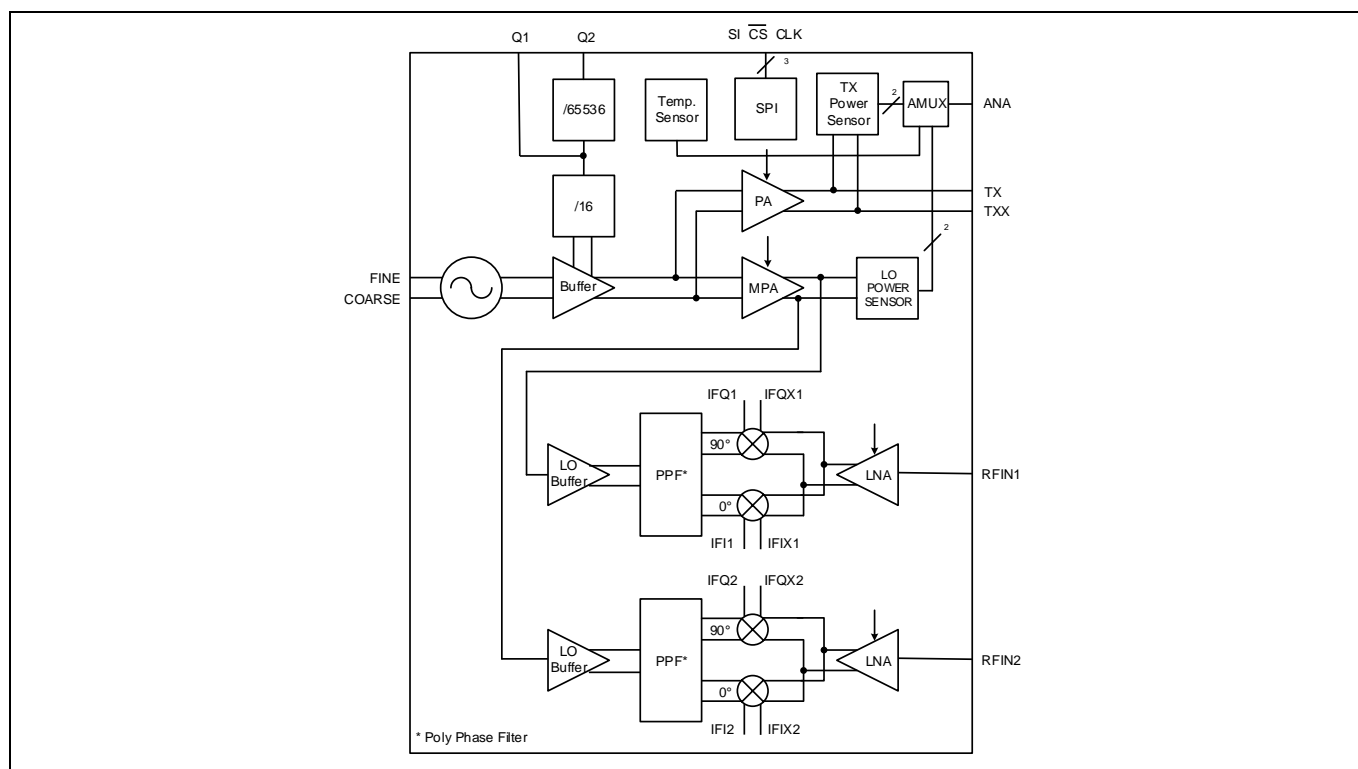 Q1 Q2 SI CS CLK
3
/65536
Temp.
Sensor
SPI
TX
Power
Sensor
2
AMUX
ANA
/16
PA
TX
TXX
2
FINE
COARSE
Buffer
MPA
LO
POWER
SENSOR
IFQ1 IFQX1
LO
Buffer
PPF*
90°
0°
LNA
RFIN1
IFI1 IFIX1
IFQ2 IFQX2
LO
Buffer
PPF*
90°
0°
LNA
RFIN2
IFI2 IFIX2
* Poly Phase Filter